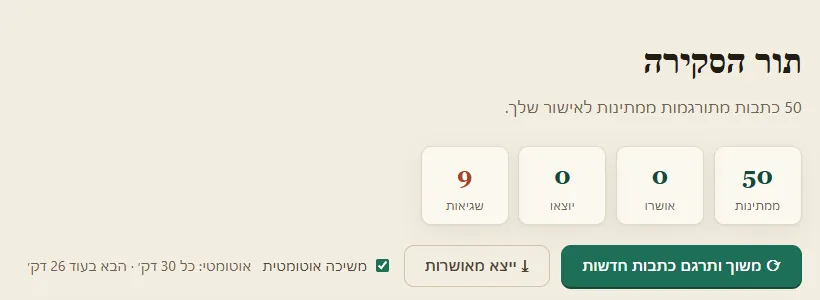 תור הסקירה
50 כתבות מתורגמות ממתינות לאישור שלך.
50 0 0 9
ממתינות אושרו יוצאו שגיאות
⟳ משוך ותרגם כתבות חדשות ⤓ ייצא מאושרות משיכה אוטומטית אוטומטי: כל 30 דק׳ · הבא בעוד 26 דק׳